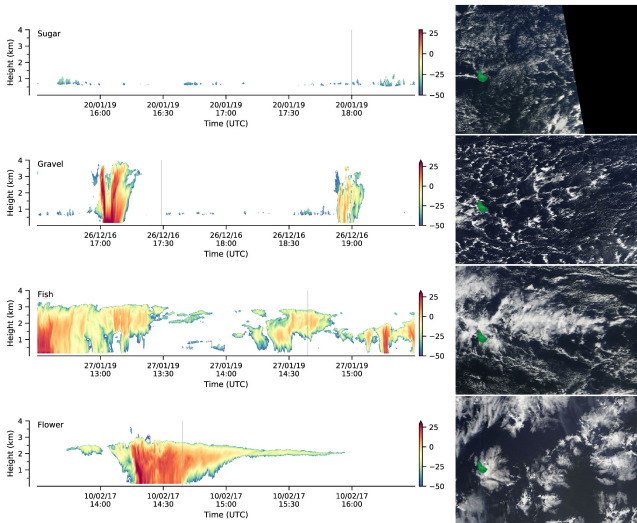 Sugar
Height (km)
4
3
2
1
20/01/19 20/01/19 20/01/19 20/01/19 20/01/19
16:00 16:30 17:00 17:30 18:00
Time (UTC)
25
0
−25
−50
Gravel
Height (km)
4
3
2
1
26/12/16 26/12/16 26/12/16 26/12/16 26/12/16
17:00 17:30 18:00 18:30 19:00
Time (UTC)
25
0
−25
−50
Fish
Height (km)
4
3
2
1
27/01/19 27/01/19 27/01/19 27/01/19 27/01/19
13:00 13:30 14:00 14:30 15:00
Time (UTC)
25
0
−25
−50
Flower
Height (km)
4
3
2
1
10/02/17 10/02/17 10/02/17 10/02/17 10/02/17
14:00 14:30 15:00 15:30 16:00
Time (UTC)
25
0
−25
−50